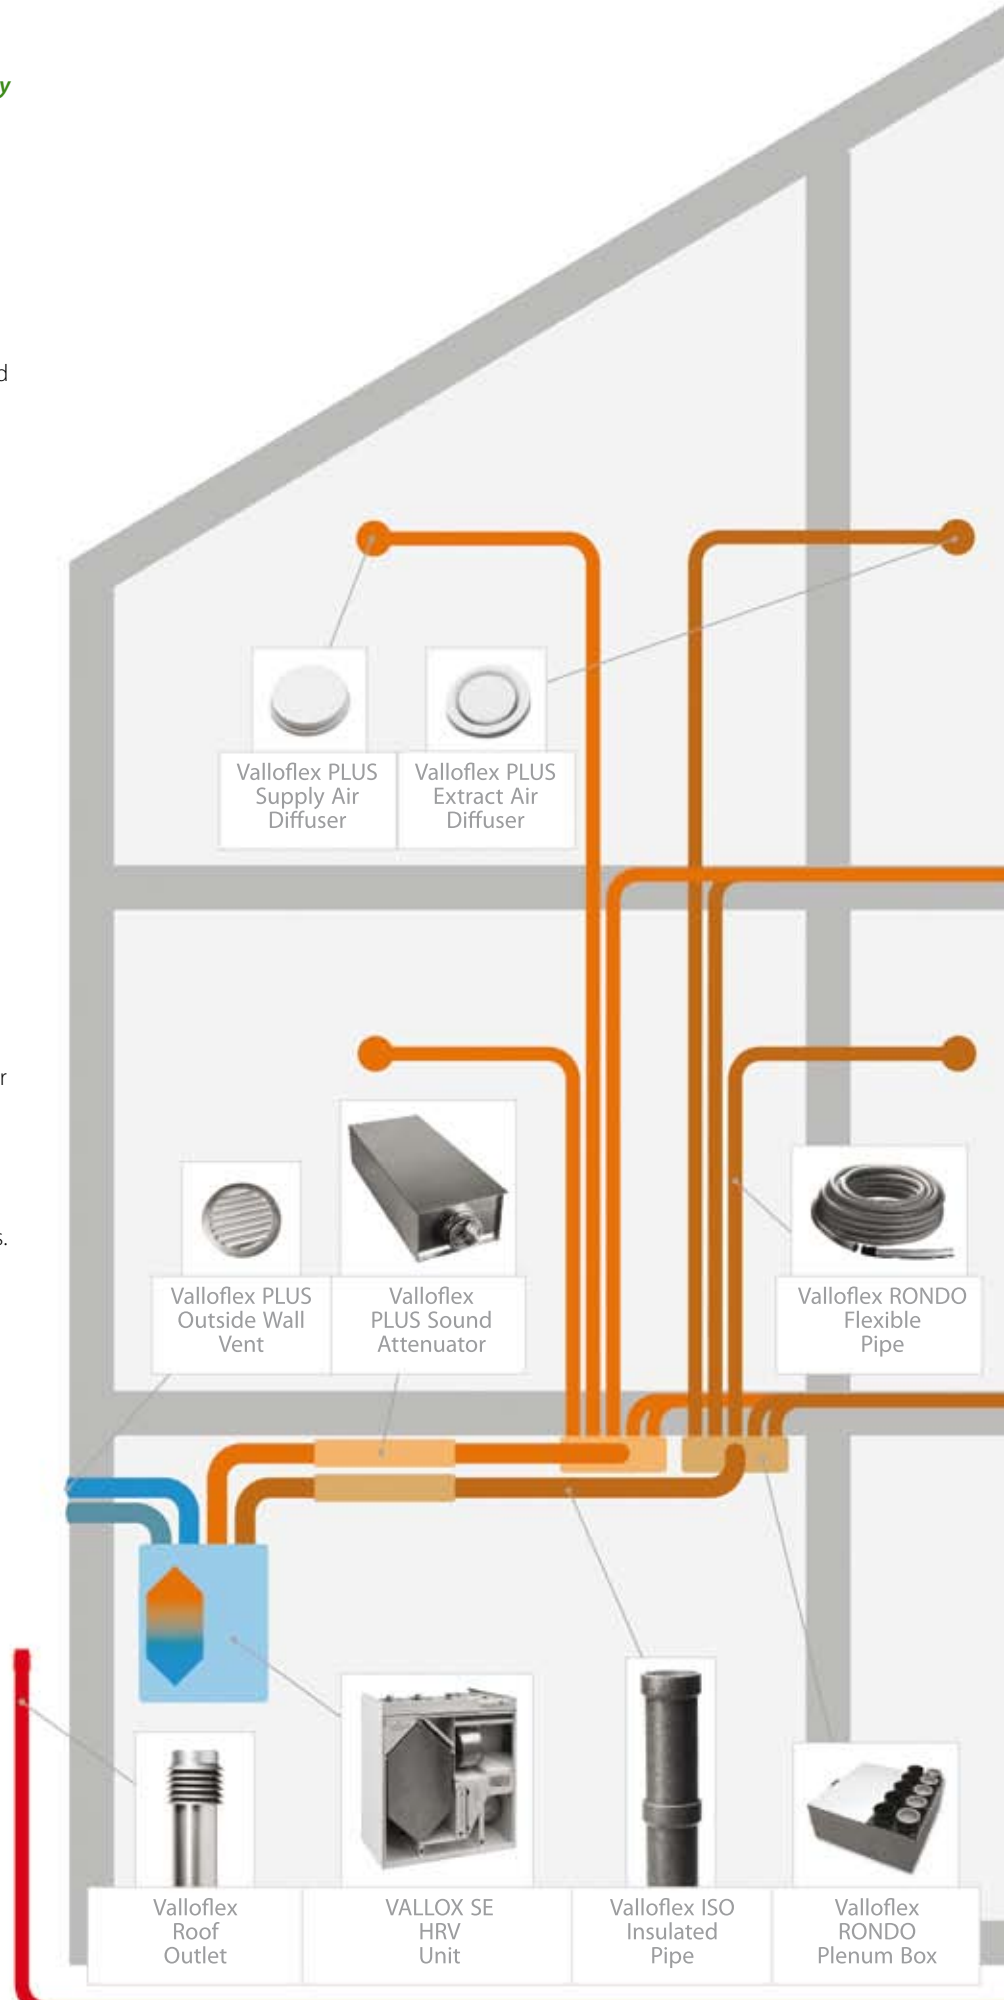 y
d
Valloflex PLUS
Supply Air
Diffuser
Valloflex PLUS
Extract Air
Diffuser
r
s.
Valloflex PLUS
Outside Wall
Vent
Valloflex
PLUS Sound
Attenuator
Valloflex RONDO
Flexible
Pipe
Valloflex
Roof
Outlet
VALLOX SE
HRV
Unit
Valloflex ISO
Insulated
Pipe
Valloflex
RONDO
Plenum Box